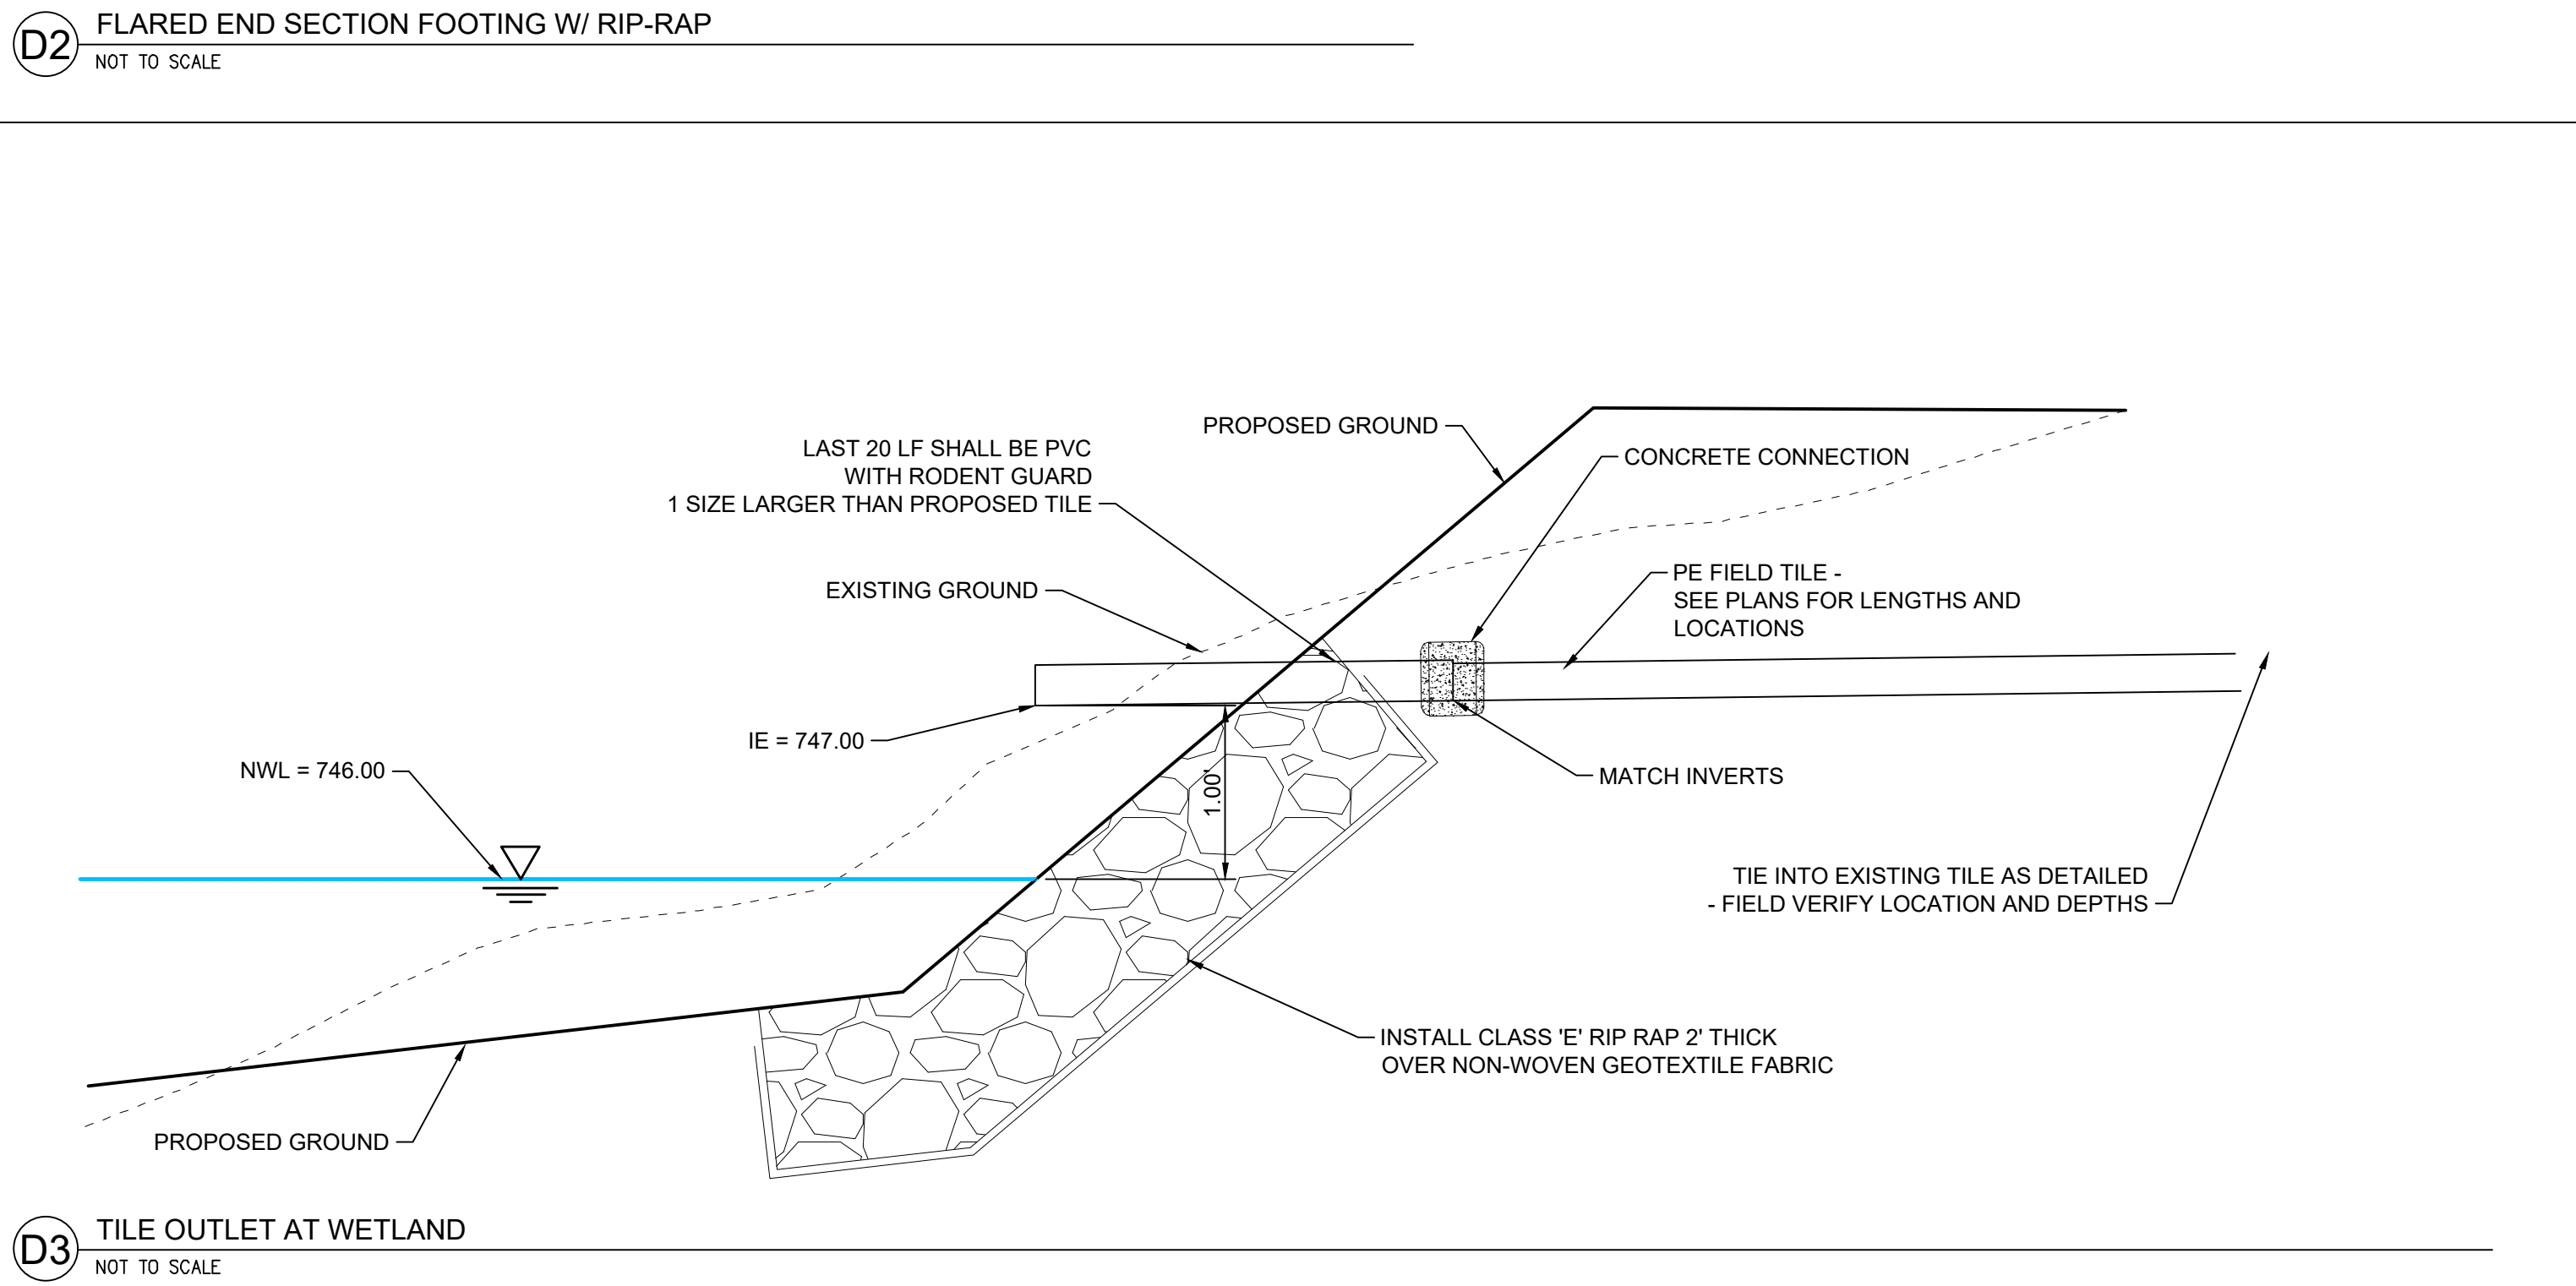 D2
FLARED END SECTION FOOTING W/ RIP-RAP
NOT TO SCALE
PROPOSED GROUND
LAST 20 LF SHALL BE PVC
WITH RODENT GUARD
1 SIZE LARGER THAN PROPOSED TILE
CONCRETE CONNECTION
EXISTING GROUND
PE FIELD TILE -
SEE PLANS FOR LENGTHS AND
LOCATIONS
IE = 747.00
NWL = 746.00
1.00'
MATCH INVERTS
TIE INTO EXISTING TILE AS DETAILED
- FIELD VERIFY LOCATION AND DEPTHS
INSTALL CLASS 'E' RIP RAP 2' THICK
OVER NON-WOVEN GEOTEXTILE FABRIC
PROPOSED GROUND
D3
TILE OUTLET AT WETLAND
NOT TO SCALE